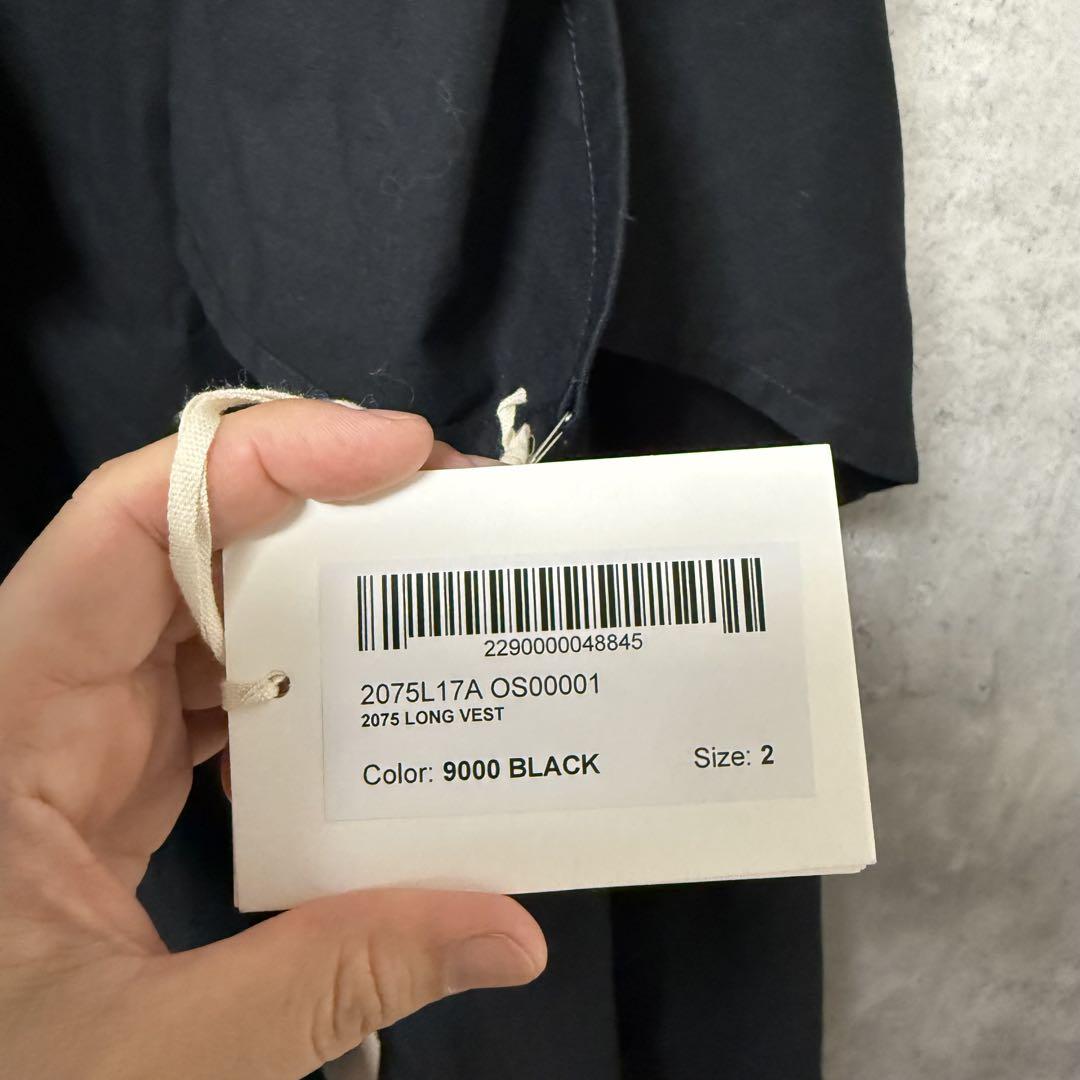 2290000048845
2075L17A OS00001
2075 LONG VEST
Color: 9000 BLACK Size: 2